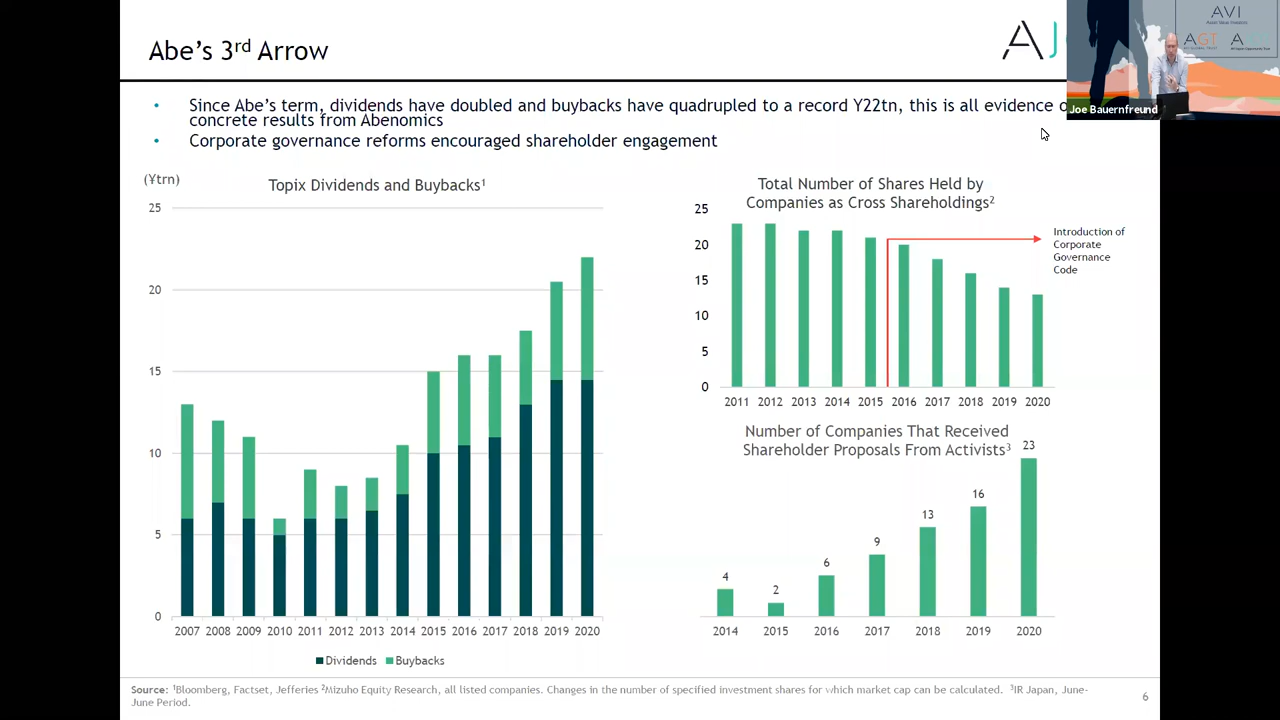 Abe's 3rd Arrow
AJ
AVI
AGT
Joe Bauernfreund
• Since Abe's term, dividends have doubled and buybacks have quadrupled to a record Y22tn, this is all evidence
concrete results from Abenimics
• Corporate governance reforms encouraged shareholder engagement
(¥trn)
Topix Dividends and Buybacks¹
25
20
15
10
5
0
2007 2008 2009 2010 2011 2012 2013 2014 2015 2016 2017 2018 2019 2020
Dividends Buybacks
Total Number of Shares Held by
Companies as Cross Shareholdings²
25
20
15
10
5
0
Introduction of
Corporate
Governance
Code
2011 2012 2013 2014 2015 2016 2017 2018 2019 2020
Number of Companies That Received
Shareholder Proposals From Activists³
4 2 6 9 13 16 23
2014 2015 2016 2017 2018 2019 2020
Source: ¹Bloomberg, Factset, Jefferies ²Mizuho Equity Research, all listed companies. Changes in the number of specified investment shares for which market cap can be calculated. ³IR Japan, June-
June Period.
6